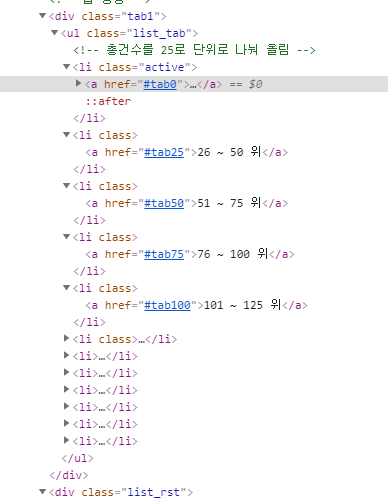 <div class="tab1">
<ul class="list_tab">
<!--총건수를 25로 단위로 나눠 올림 -->
<li class="active">
<a href="#tab0">…</a> == $0
::after
</li>
<li class>
<a href="#tab25">26 ~ 50 위</a>
</li>
<li class>
<a href="#tab50">51 ~ 75 위</a>
</li>
<li class>
<a href="#tab75">76 ~ 100 위</a>
</li>
<li class>
<a href="#tab100">101 ~ 125 위</a>
</li>
<li class>…</li>
<li>…</li>
<li>…</li>
<li>…</li>
<li>…</li>
<li>…</li>
<li>…</li>
</ul>
</div>
<div class="list_rst">